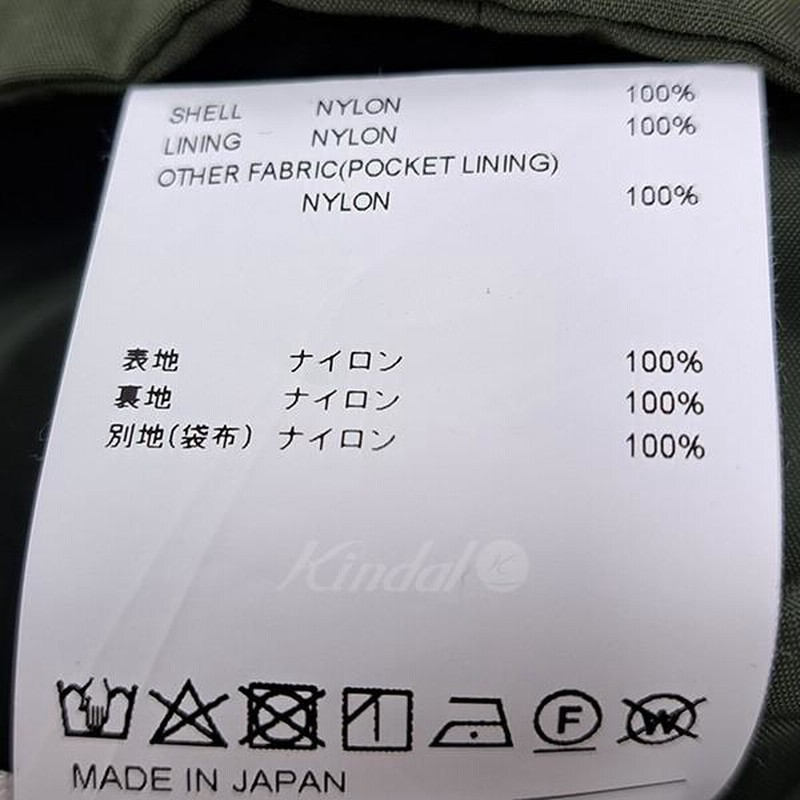 SHELL NYLON 100%
LINING NYLON 100%
OTHER FABRIC(POCKET LINING)
NYLON 100%
表地 ナイロン 100%
裏地 ナイロン 100%
別地(袋布) ナイロン 100%
Kindal K
F W
MADE IN JAPAN